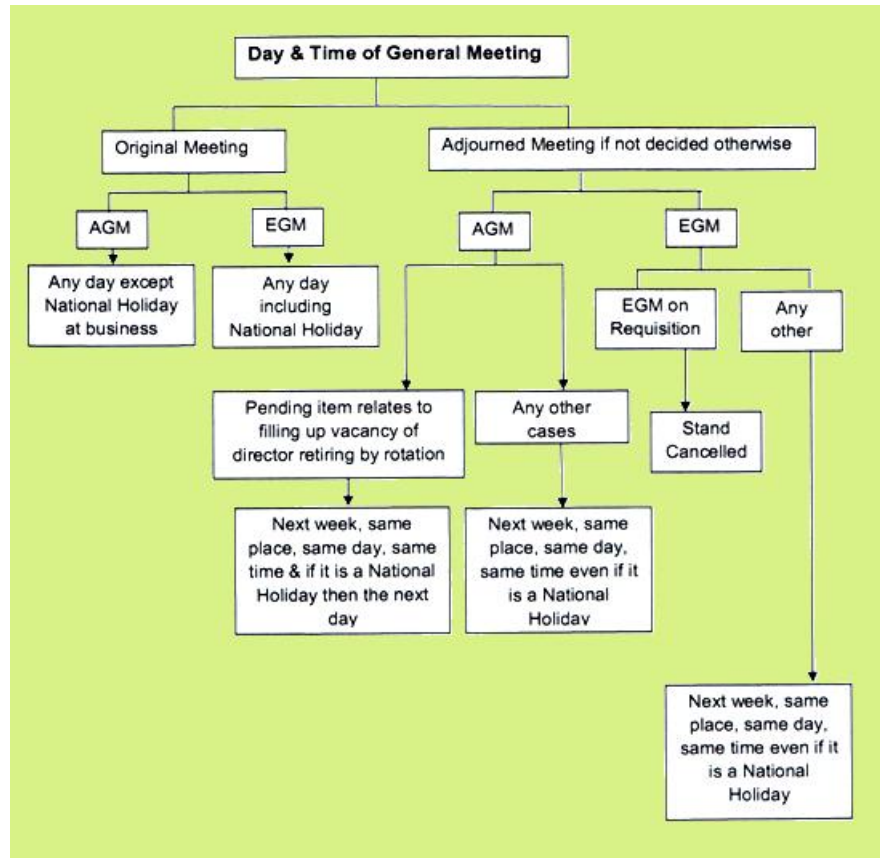 Day & Time of General Meeting
Original Meeting
Adjourned Meeting if not decided otherwise
AGM
EGM
AGM
EGM
Any day except
National Holiday
at business
Any day
including
National Holiday
EGM on
Requisition
Any
other
Pending item relates to
filling up vacancy of
director retiring by rotation
Any other
cases
Stand
Cancelled
Next week, same
place, same day, same
time & if it is a National
Holiday then the next
day
Next week, same
place, same day,
same time even if it
is a National
Holiday
Next week, same
place, same day,
same time even if it
is a National
Holiday